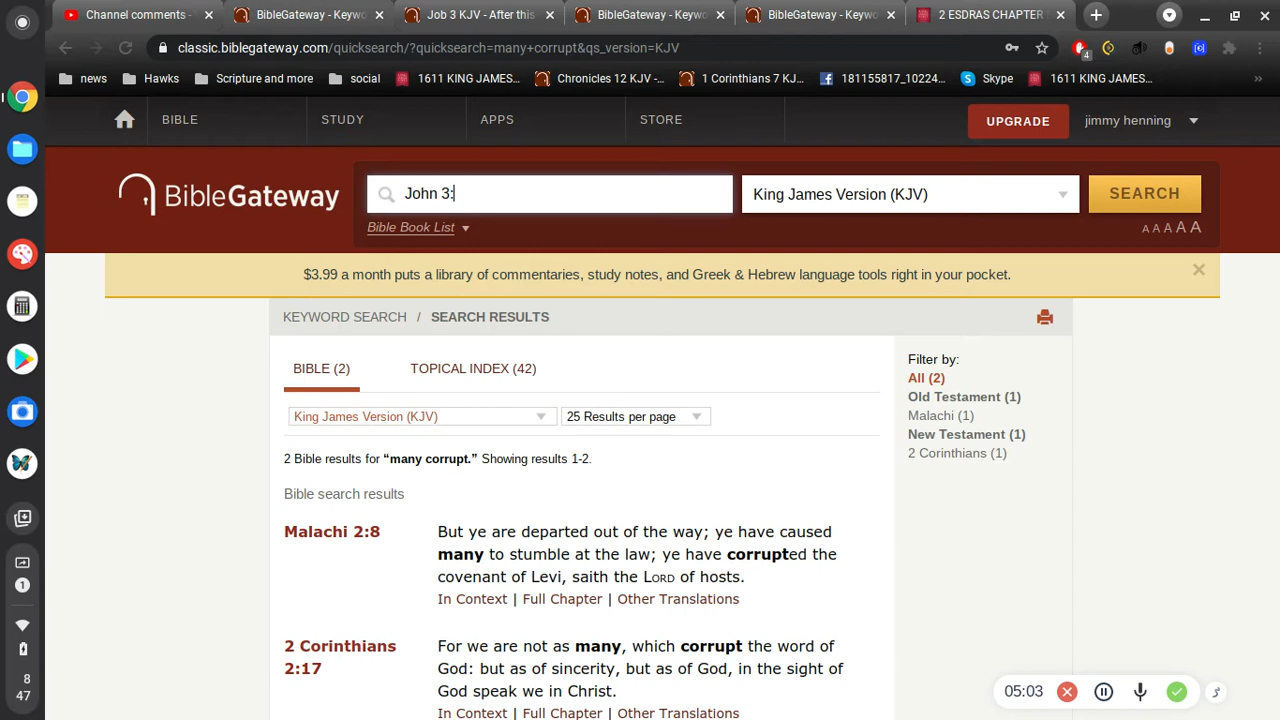 Channel comments -
BibleGateway - Keywo
Job 3 KJV - After this
BibleGateway - Keywo
BibleGateway - Keywo
2 ESDRAS CHAPTER
classic.biblegateway.com/quicksearch/?quicksearch=many+corrupt&qs_version=KJV
4
news
Hawks
Scripture and more
social
1611 KING JAMES...
Chronicles 12 KJV -...
1 Corinthians 7 KJ...
181155817_10224...
Skype
1611 KING JAMES...
»
BIBLE
STUDY
APPS
STORE
UPGRADE
jimmy henning
BibleGateway
John 3:
King James Version (KJV)
SEARCH
Bible Book List
A A A A A
$3.99 a month puts a library of commentaries, study notes, and Greek & Hebrew language tools right in your pocket.
KEYWORD SEARCH / SEARCH RESULTS
BIBLE (2)
TOPICAL INDEX (42)
King James Version (KJV)
25 Results per page
2 Bible results for “many corrupt.” Showing results 1-2.
Bible search results
Malachi 2:8
But ye are departed out of the way; ye have caused
many to stumble at the law; ye have corrupted the
covenant of Levi, saith the LORD of hosts.
In Context | Full Chapter | Other Translations
2 Corinthians
2:17
For we are not as many, which corrupt the word of
God: but as of sincerity, but as of God, in the sight of
God speak we in Christ.
In Context | Full Chapter | Other Translations
Filter by:
All (2)
Old Testament (1)
Malachi (1)
New Testament (1)
2 Corinthians (1)
1
8
47
05:03